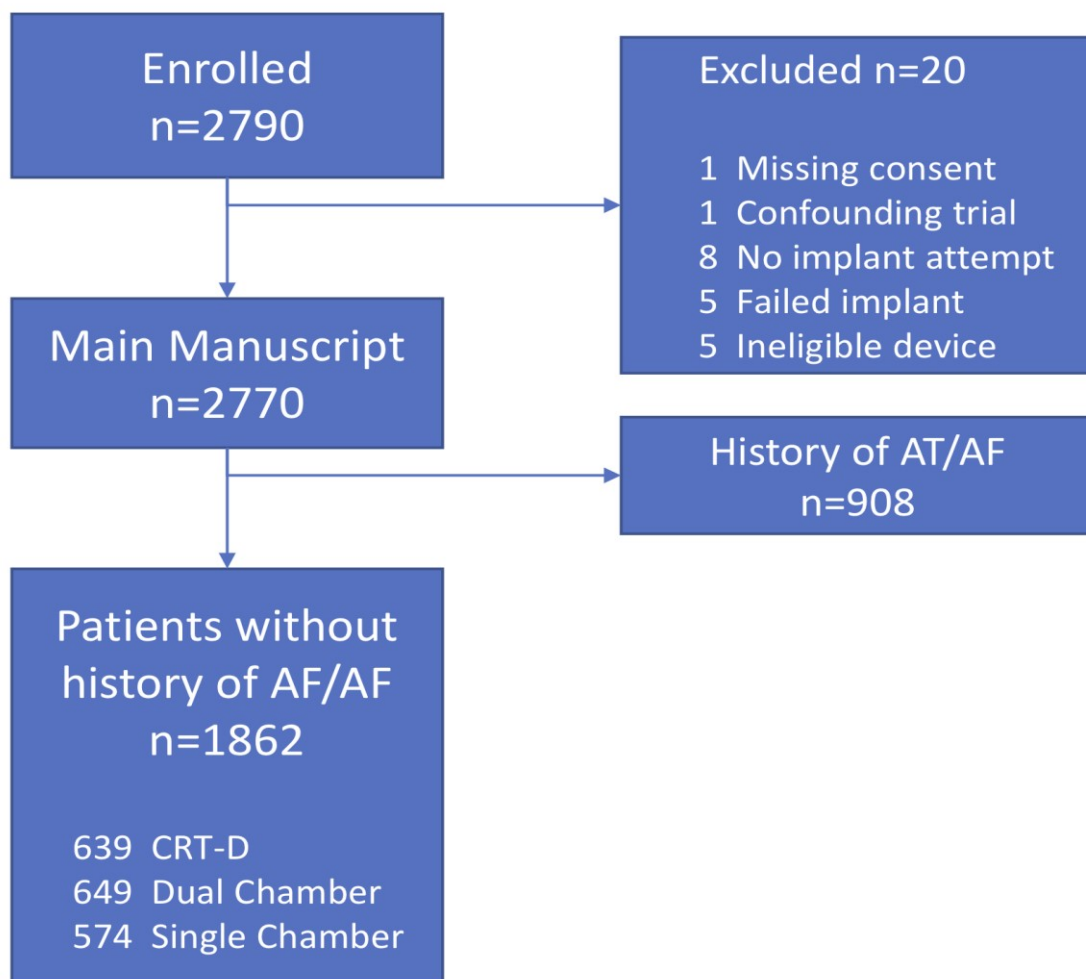 Enrolled
n=2790
Excluded n=20
1 Missing consent
1 Confounding trial
8 No implant attempt
5 Failed implant
5 Ineligible device
Main Manuscript
n=2770
History of AT/AF
n=908
Patients without
history of AF/AF
n=1862
639 CRT-D
649 Dual Chamber
574 Single Chamber